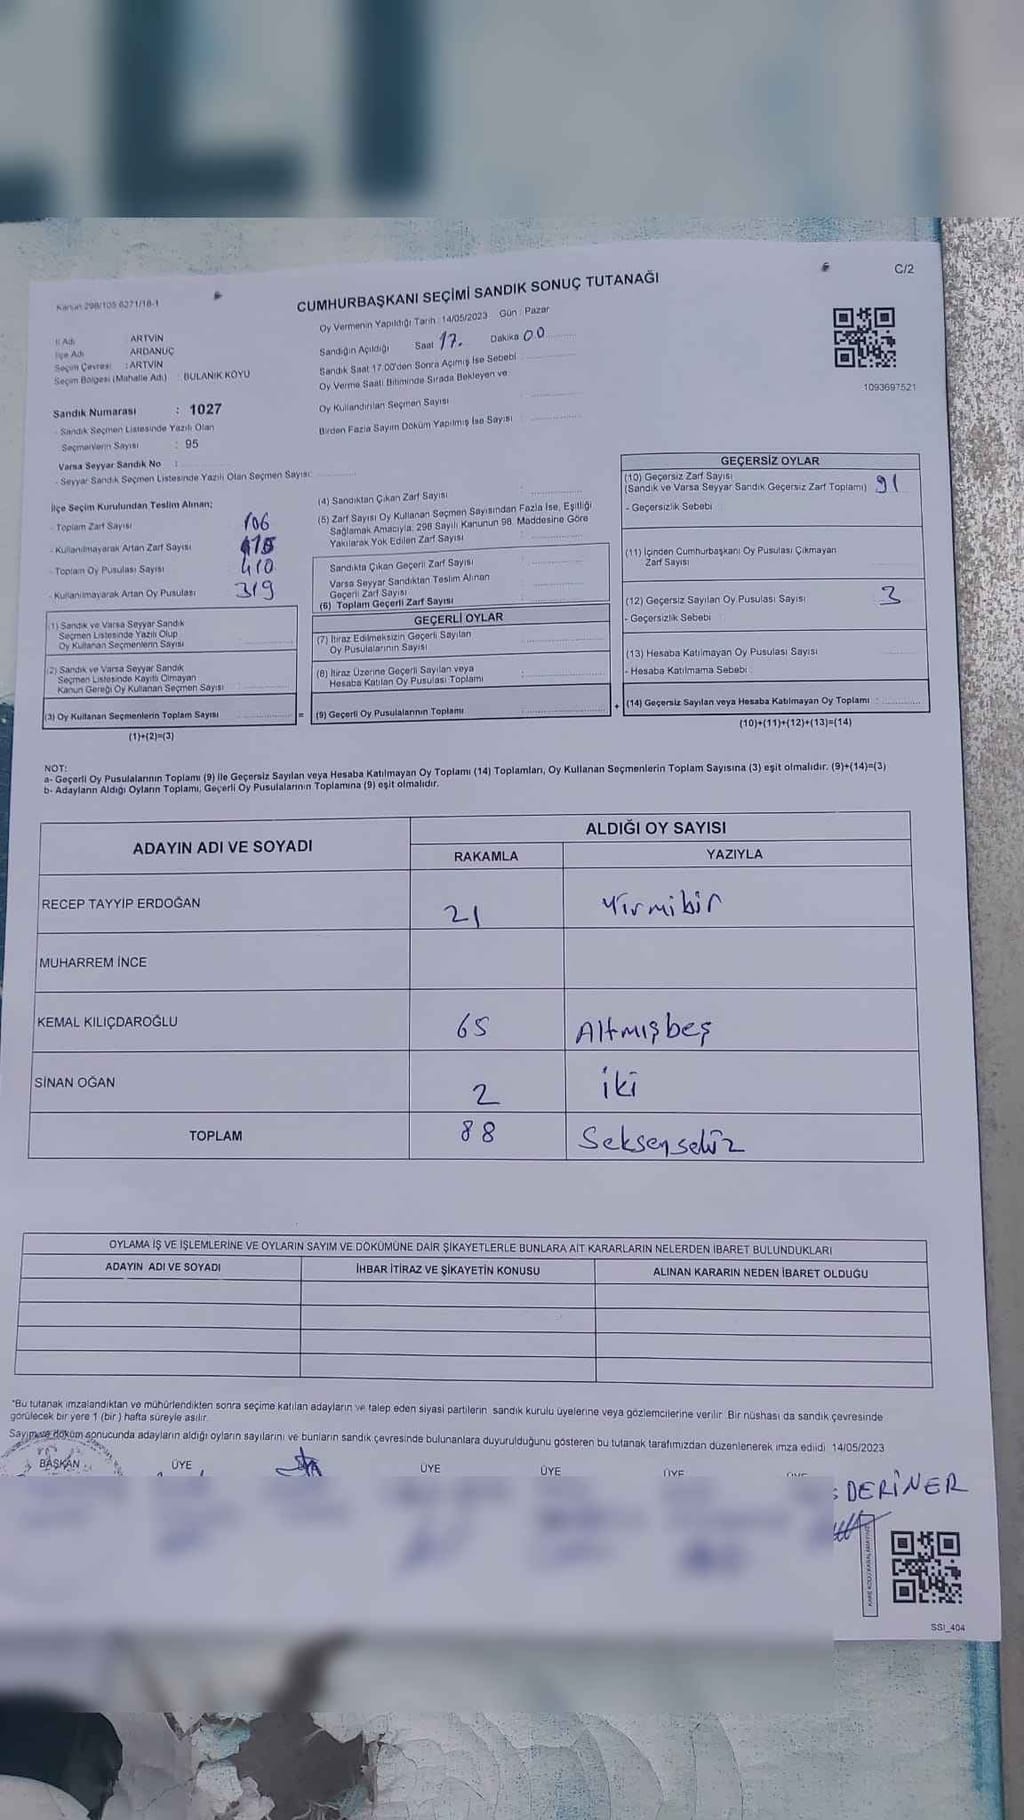 Kanun 298/105 6271/18-1
C/2
CUMHURBAŞKANI SEÇİMİ SANDIK SONUÇ TUTANAĞI
İl Adı ARTVİN
İlçe Adı ARDANUÇ
Seçim Çevresi : ARTVİN
Seçim Bölgesi (Mahalle Adı) : BULANIK KÖYÜ
Sandık Numarası : 1027
- Sandık Seçmen Listesinde Yazılı Olan
Seçmenlerin Sayısı : 95
Varsa Seyyar Sandık No :
- Seyyar Sandık Seçmen Listesinde Yazılı Olan Seçmen Sayısı:
Oy Vermenin Yapıldığı Tarih : 14/05/2023 Gün : Pazar
Sandığın Açıldığı Saat 17. Dakika 00
Sandık Saat 17.00'den Sonra Açımış İse Sebebi
Oy Verme Saati Bitiminde Sırada Bekleyen ve
Oy Kullandırılan Seçmen Sayısı
Birden Fazla Sayım Döküm Yapılmış İse Sayısı
1093697521
İlçe Seçim Kurulundan Teslim Alınan;
- Toplam Zarf Sayısı 106
- Kullanılmayarak Artan Zarf Sayısı
- Toplam Oy Pusulası Sayısı 410
- Kullanılmayarak Artan Oy Pusulası 319
(1) Sandık ve Varsa Seyyar Sandık
Seçmen Listesinde Yazılı Olup
Oy Kullanan Seçmenlerin Sayısı
(2) Sandık ve Varsa Seyyar Sandık
Seçmen Listesinde Kayıtlı Olmayan
Kanun Gereği Oy Kullanan Seçmen Sayısı
(3) Oy Kullanan Seçmenlerin Toplam Sayısı =
(1)+(2)=(3)
(4) Sandıktan Çıkan Zarf Sayısı :
(5) Zarf Sayısı Oy Kullanan Seçmen Sayısından Fazla İse, Eşitliği
Sağlamak Amacıyla, 298 Sayılı Kanunun 98. Maddesine Göre
Yakılarak Yok Edilen Zarf Sayısı :
Sandıkta Çıkan Geçerli Zarf Sayısı
Varsa Seyyar Sandıktan Teslim Alınan
Geçerli Zarf Sayısı
(6) Toplam Geçerli Zarf Sayısı
GEÇERLİ OYLAR
(7) İtiraz Edilmeksizin Geçerli Sayılan
Oy Pusulalarının Sayısı :
(8) İtiraz Üzerine Geçerli Sayılan veya
Hesaba Katılan Oy Pusulası Toplamı :
(9) Geçerli Oy Pusulalarının Toplamı : +
GEÇERSİZ OYLAR
(10) Geçersiz Zarf Sayısı
(Sandık ve Varsa Seyyar Sandık Geçersiz Zarf Toplamı) 91
- Geçersizlik Sebebi
(11) İçinden Cumhurbaşkanı Oy Pusulası Çıkmayan
Zarf Sayısı
(12) Geçersiz Sayılan Oy Pusulası Sayısı 3
- Geçersizlik Sebebi
(13) Hesaba Katılmayan Oy Pusulası Sayısı
- Hesaba Katılmama Sebebi
(14) Geçersiz Sayılan veya Hesaba Katılmayan Oy Toplamı :
(10)+(11)+(12)+(13)=(14)
NOT:
a- Geçerli Oy Pusulalarının Toplamı (9) ile Geçersiz Sayılan veya Hesaba Katılmayan Oy Toplamı (14) Toplamları, Oy Kullanan Seçmenlerin Toplam Sayısına (3) eşit olmalıdır. (9)+(14)=(3)
b- Adayların Aldığı Oyların Toplamı, Geçerli Oy Pusulalarının Toplamına (9) eşit olmalıdır.
ADAYIN ADI VE SOYADI
ALDIĞI OY SAYISI
RAKAMLA YAZIYLA
RECEP TAYYİP ERDOĞAN 21 Yirmibir
MUHARREM İNCE
KEMAL KILIÇDAROĞLU 65 Altmışbeş
SİNAN OĞAN 2 iki
TOPLAM 88 Seksensekiz
OYLAMA İŞ VE İŞLEMLERİNE VE OYLARIN SAYIM VE DÖKÜMÜNE DAİR ŞİKAYETLERLE BUNLARA AİT KARARLARIN NELERDEN İBARET BULUNDUKLARI
ADAYIN ADI VE SOYADI İHBAR İTİRAZ VE ŞİKAYETİN KONUSU ALINAN KARARIN NEDEN İBARET OLDUĞU
*Bu tutanak imzalandıktan ve mühürlendikten sonra seçime katılan adayların ve talep eden siyasi partilerin sandık kurulu üyelerine veya gözlemcilerine verilir. Bir nüshası da sandık çevresinde
görülecek bir yere 1 (bir) hafta süreyle asılır.
Sayım ve döküm sonucunda adayların aldığı oyların sayılarını ve bunların sandık çevresinde bulunanlara duyurulduğunu gösteren bu tutanak tarafımızdan düzenlenerek imza edildi 14/05/2023
BAŞKAN ÜYE ÜYE ÜYE ÜYE
DERİNER
SSI_404